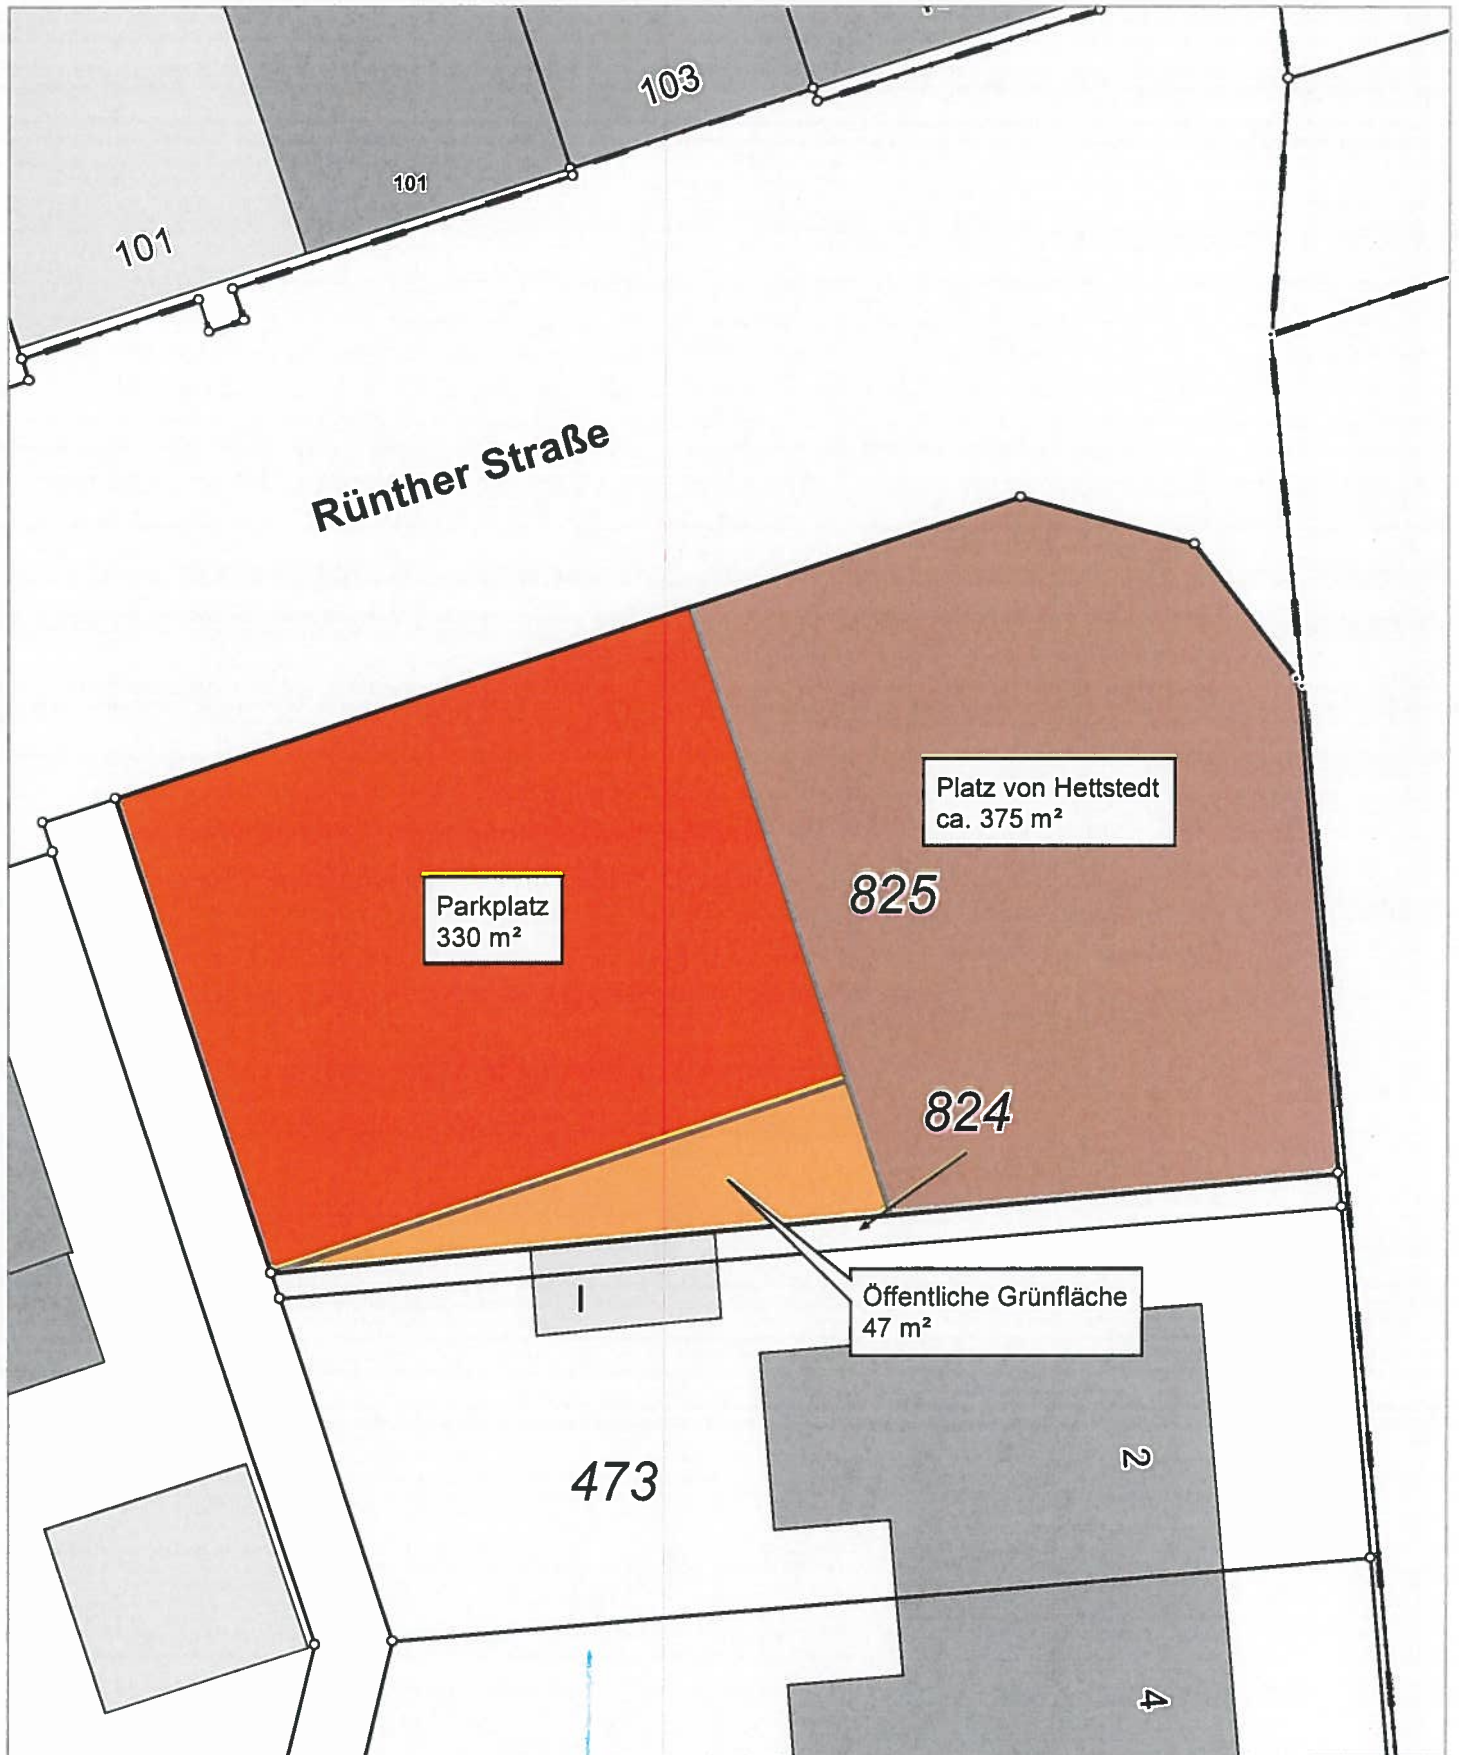 103
101
101
Rünther Straße
Platz von Hettstedt
ca. 375 m²
825
Parkplatz
330 m²
824
Öffentliche Grünfläche
47 m²
I
473
2
4